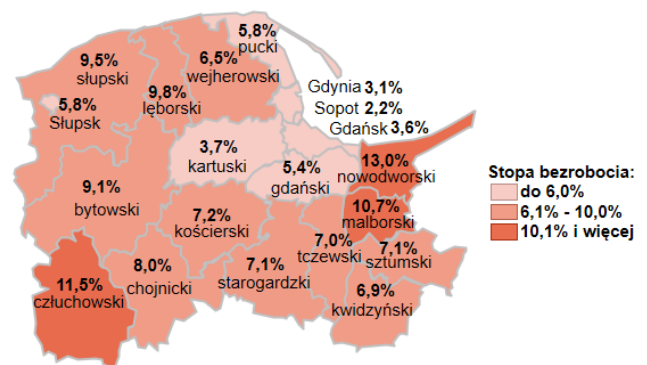 5,8%
pucki
9,5%
słupski
6,5%
wejherowski
9,8%
lęborski
5,8%
Słupsk
Gdynia 3,1%
Sopot 2,2%
Gdańsk 3,6%
3,7%
kartuski
5,4%
gdański
13,0%
nowodworski
10,7%
malborski
9,1%
bytowski
7,2%
kościerski
7,0%
tczewski
7,1%
sztumski
11,5%
człuchowski
8,0%
chojnicki
7,1%
starogardzki
6,9%
kwidzyński
Stopa bezrobocia:
do 6,0%
6,1% - 10,0%
10,1% i więcej